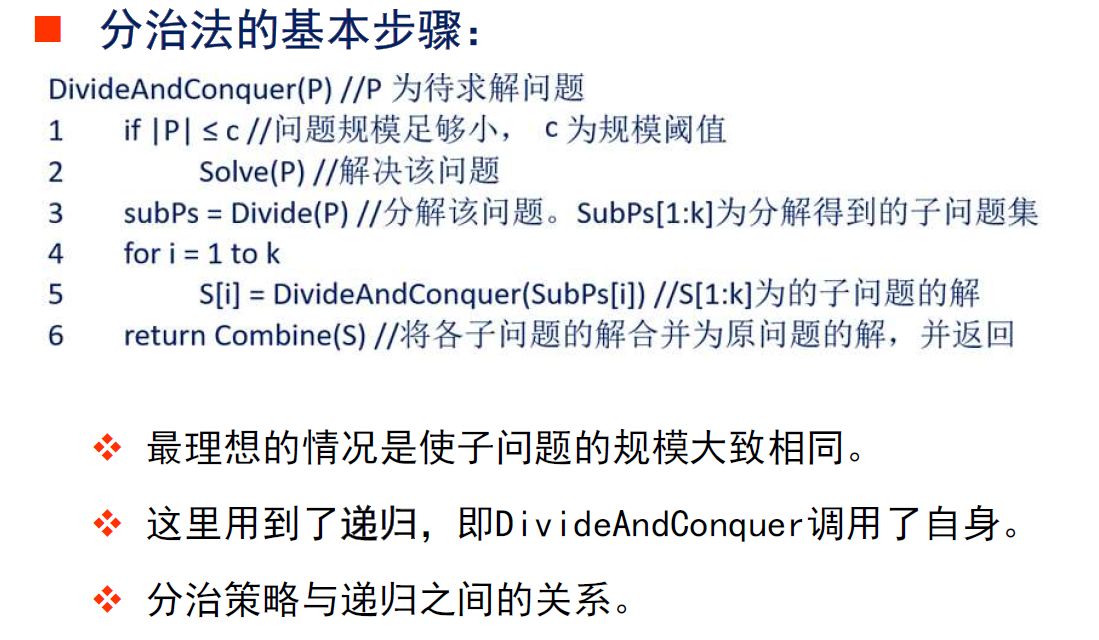 分治法的基本步骤：
DivideAndConquer(P) //P 为待求解问题
1 if |P| ≤ c //问题规模足够小， c 为规模阈值
2 Solve(P) //解决该问题
3 subPs = Divide(P) //分解该问题。SubPs[1:k]为分解得到的子问题集
4 for i = 1 to k
5 S[i] = DivideAndConquer(SubPs[i]) //S[1:k]为的子问题的解
6 return Combine(S) //将各子问题的解合并为原问题的解，并返回
最理想的情况是使子问题的规模大致相同。
这里用到了递归，即DivideAndConquer调用了自身。
分治策略与递归之间的关系。